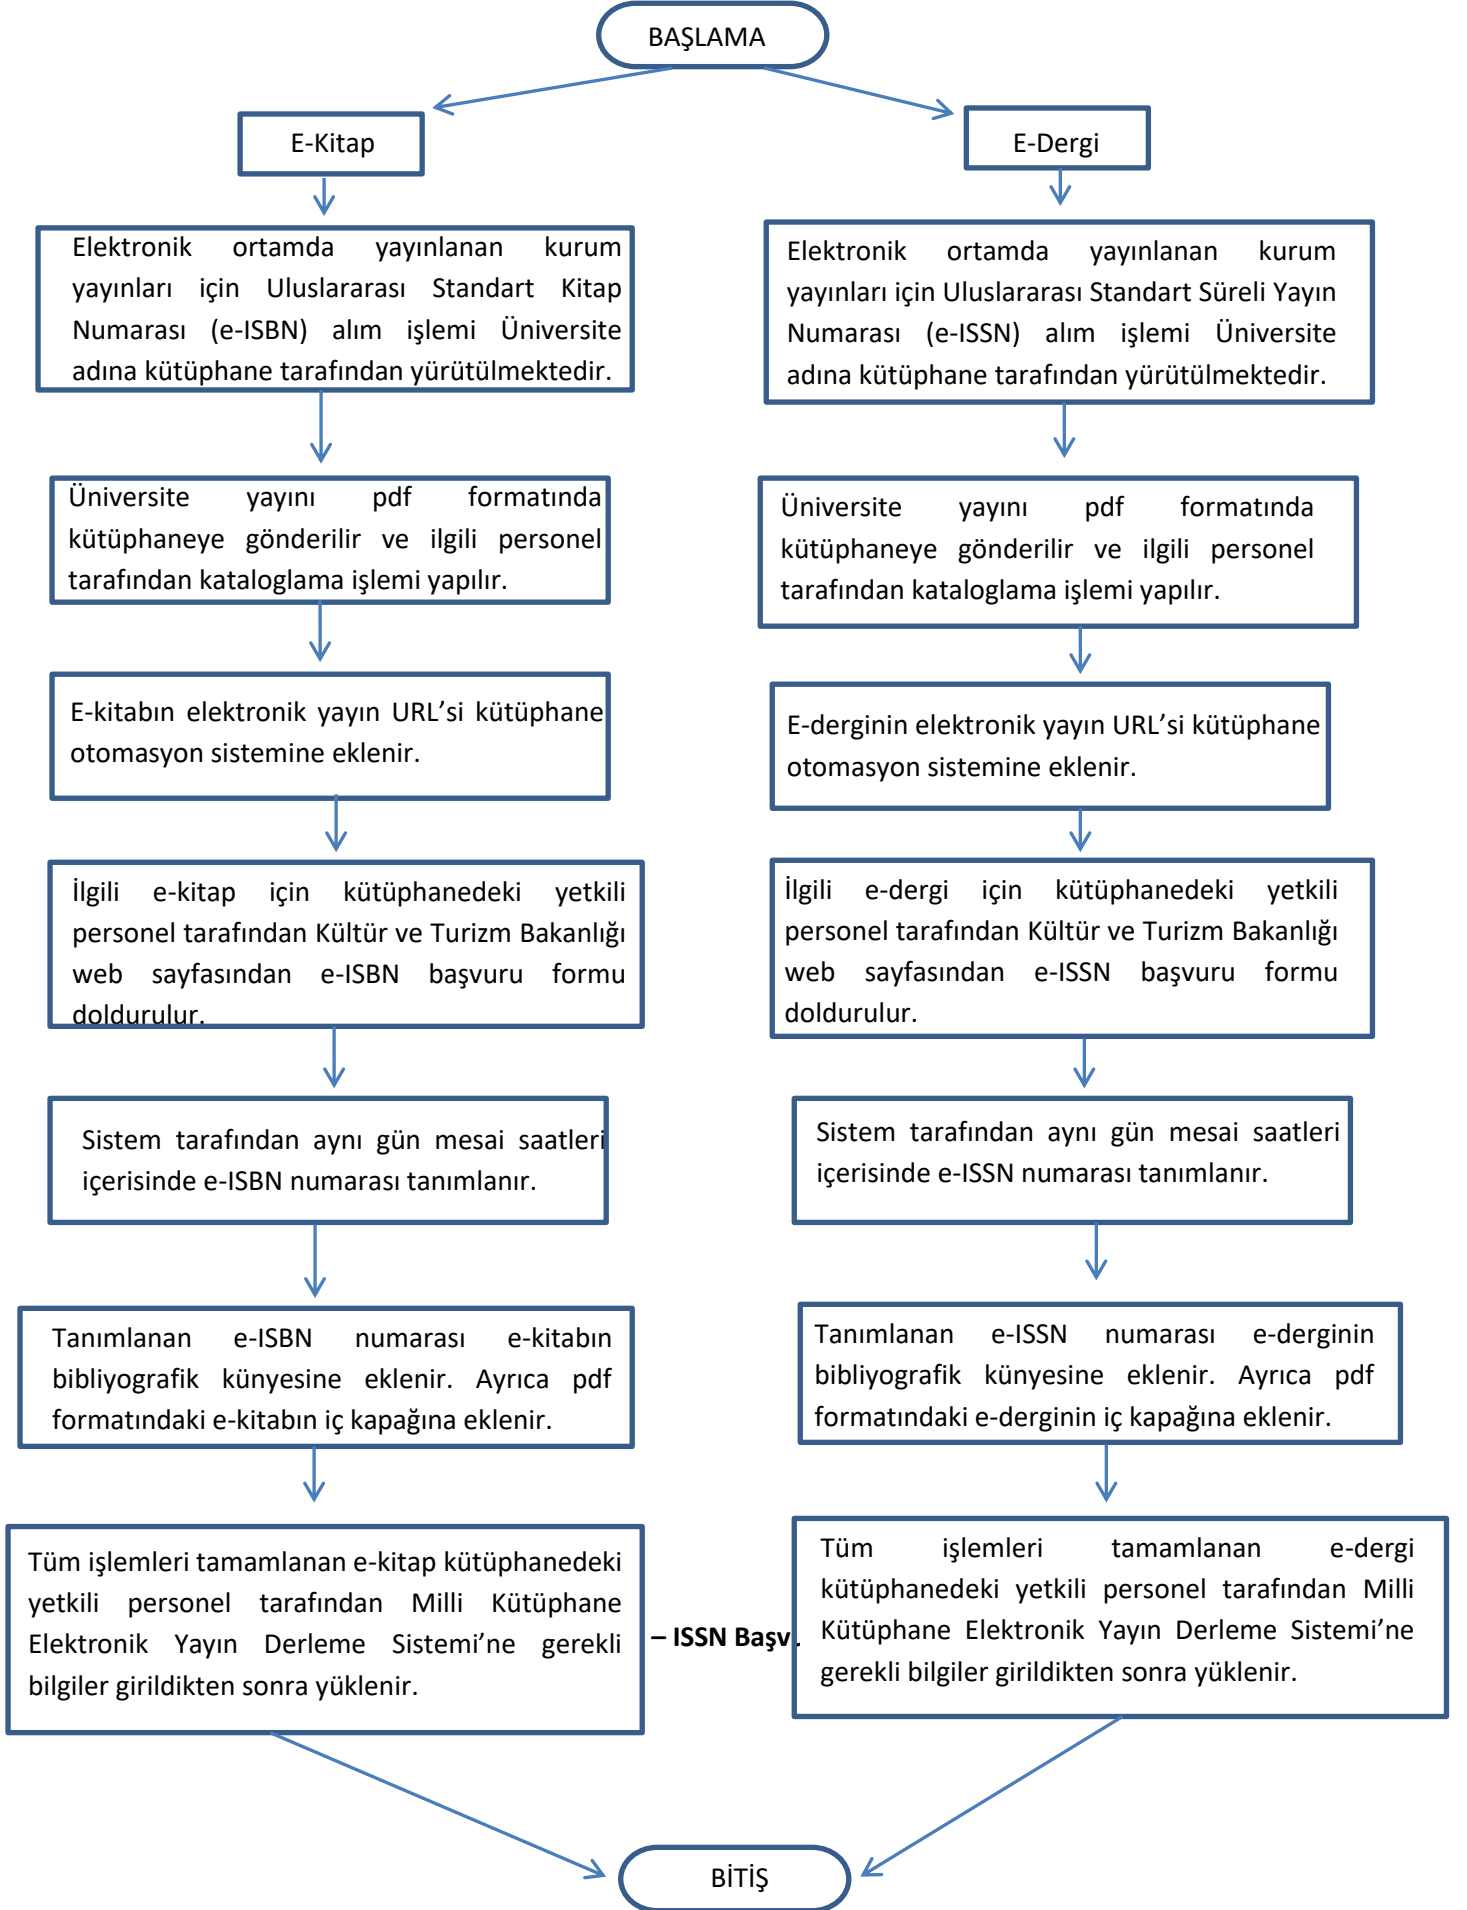 BAŞLAMA
E-Kitap
Elektronik ortamda yayınlanan kurum
yayınları için Uluslararası Standart Kitap
Numarası (e-ISBN) alım işlemi Üniversite
adına kütüphane tarafından yürütülmektedir.
Üniversite yayını pdf formatında
kütüphaneye gönderilir ve ilgili personel
tarafından kataloglama işlemi yapılır.
E-kitabın elektronik yayın URL’si kütüphane
otomasyon sistemine eklenir.
İlgili e-kitap için kütüphanedeki yetkili
personel tarafından Kültür ve Turizm Bakanlığı
web sayfasından e-ISBN başvuru formu
doldurulur.
Sistem tarafından aynı gün mesai saatleri
içerisinde e-ISBN numarası tanımlanır.
Tanımlanan e-ISBN numarası e-kitabın
bibliyografik künyesine eklenir. Ayrıca pdf
formatındaki e-kitabın iç kapağına eklenir.
Tüm işlemleri tamamlanan e-kitap kütüphanedeki
yetkili personel tarafından Milli Kütüphane
Elektronik Yayın Derleme Sistemi’ne gerekli
bilgiler girildikten sonra yüklenir.
E-Dergi
Elektronik ortamda yayınlanan kurum
yayınları için Uluslararası Standart Süreli Yayın
Numarası (e-ISSN) alım işlemi Üniversite
adına kütüphane tarafından yürütülmektedir.
Üniversite yayını pdf formatında
kütüphaneye gönderilir ve ilgili personel
tarafından kataloglama işlemi yapılır.
E-derginin elektronik yayın URL’si kütüphane
otomasyon sistemine eklenir.
İlgili e-dergi için kütüphanedeki yetkili
personel tarafından Kültür ve Turizm Bakanlığı
web sayfasından e-ISSN başvuru formu
doldurulur.
Sistem tarafından aynı gün mesai saatleri
içerisinde e-ISSN numarası tanımlanır.
Tanımlanan e-ISSN numarası e-derginin
bibliyografik künyesine eklenir. Ayrıca pdf
formatındaki e-derginin iç kapağına eklenir.
Tüm işlemleri tamamlanan e-dergi
kütüphanedeki yetkili personel tarafından Milli
Kütüphane Elektronik Yayın Derleme Sistemi’ne
gerekli bilgiler girildikten sonra yüklenir.
– ISSN
BİTİŞ